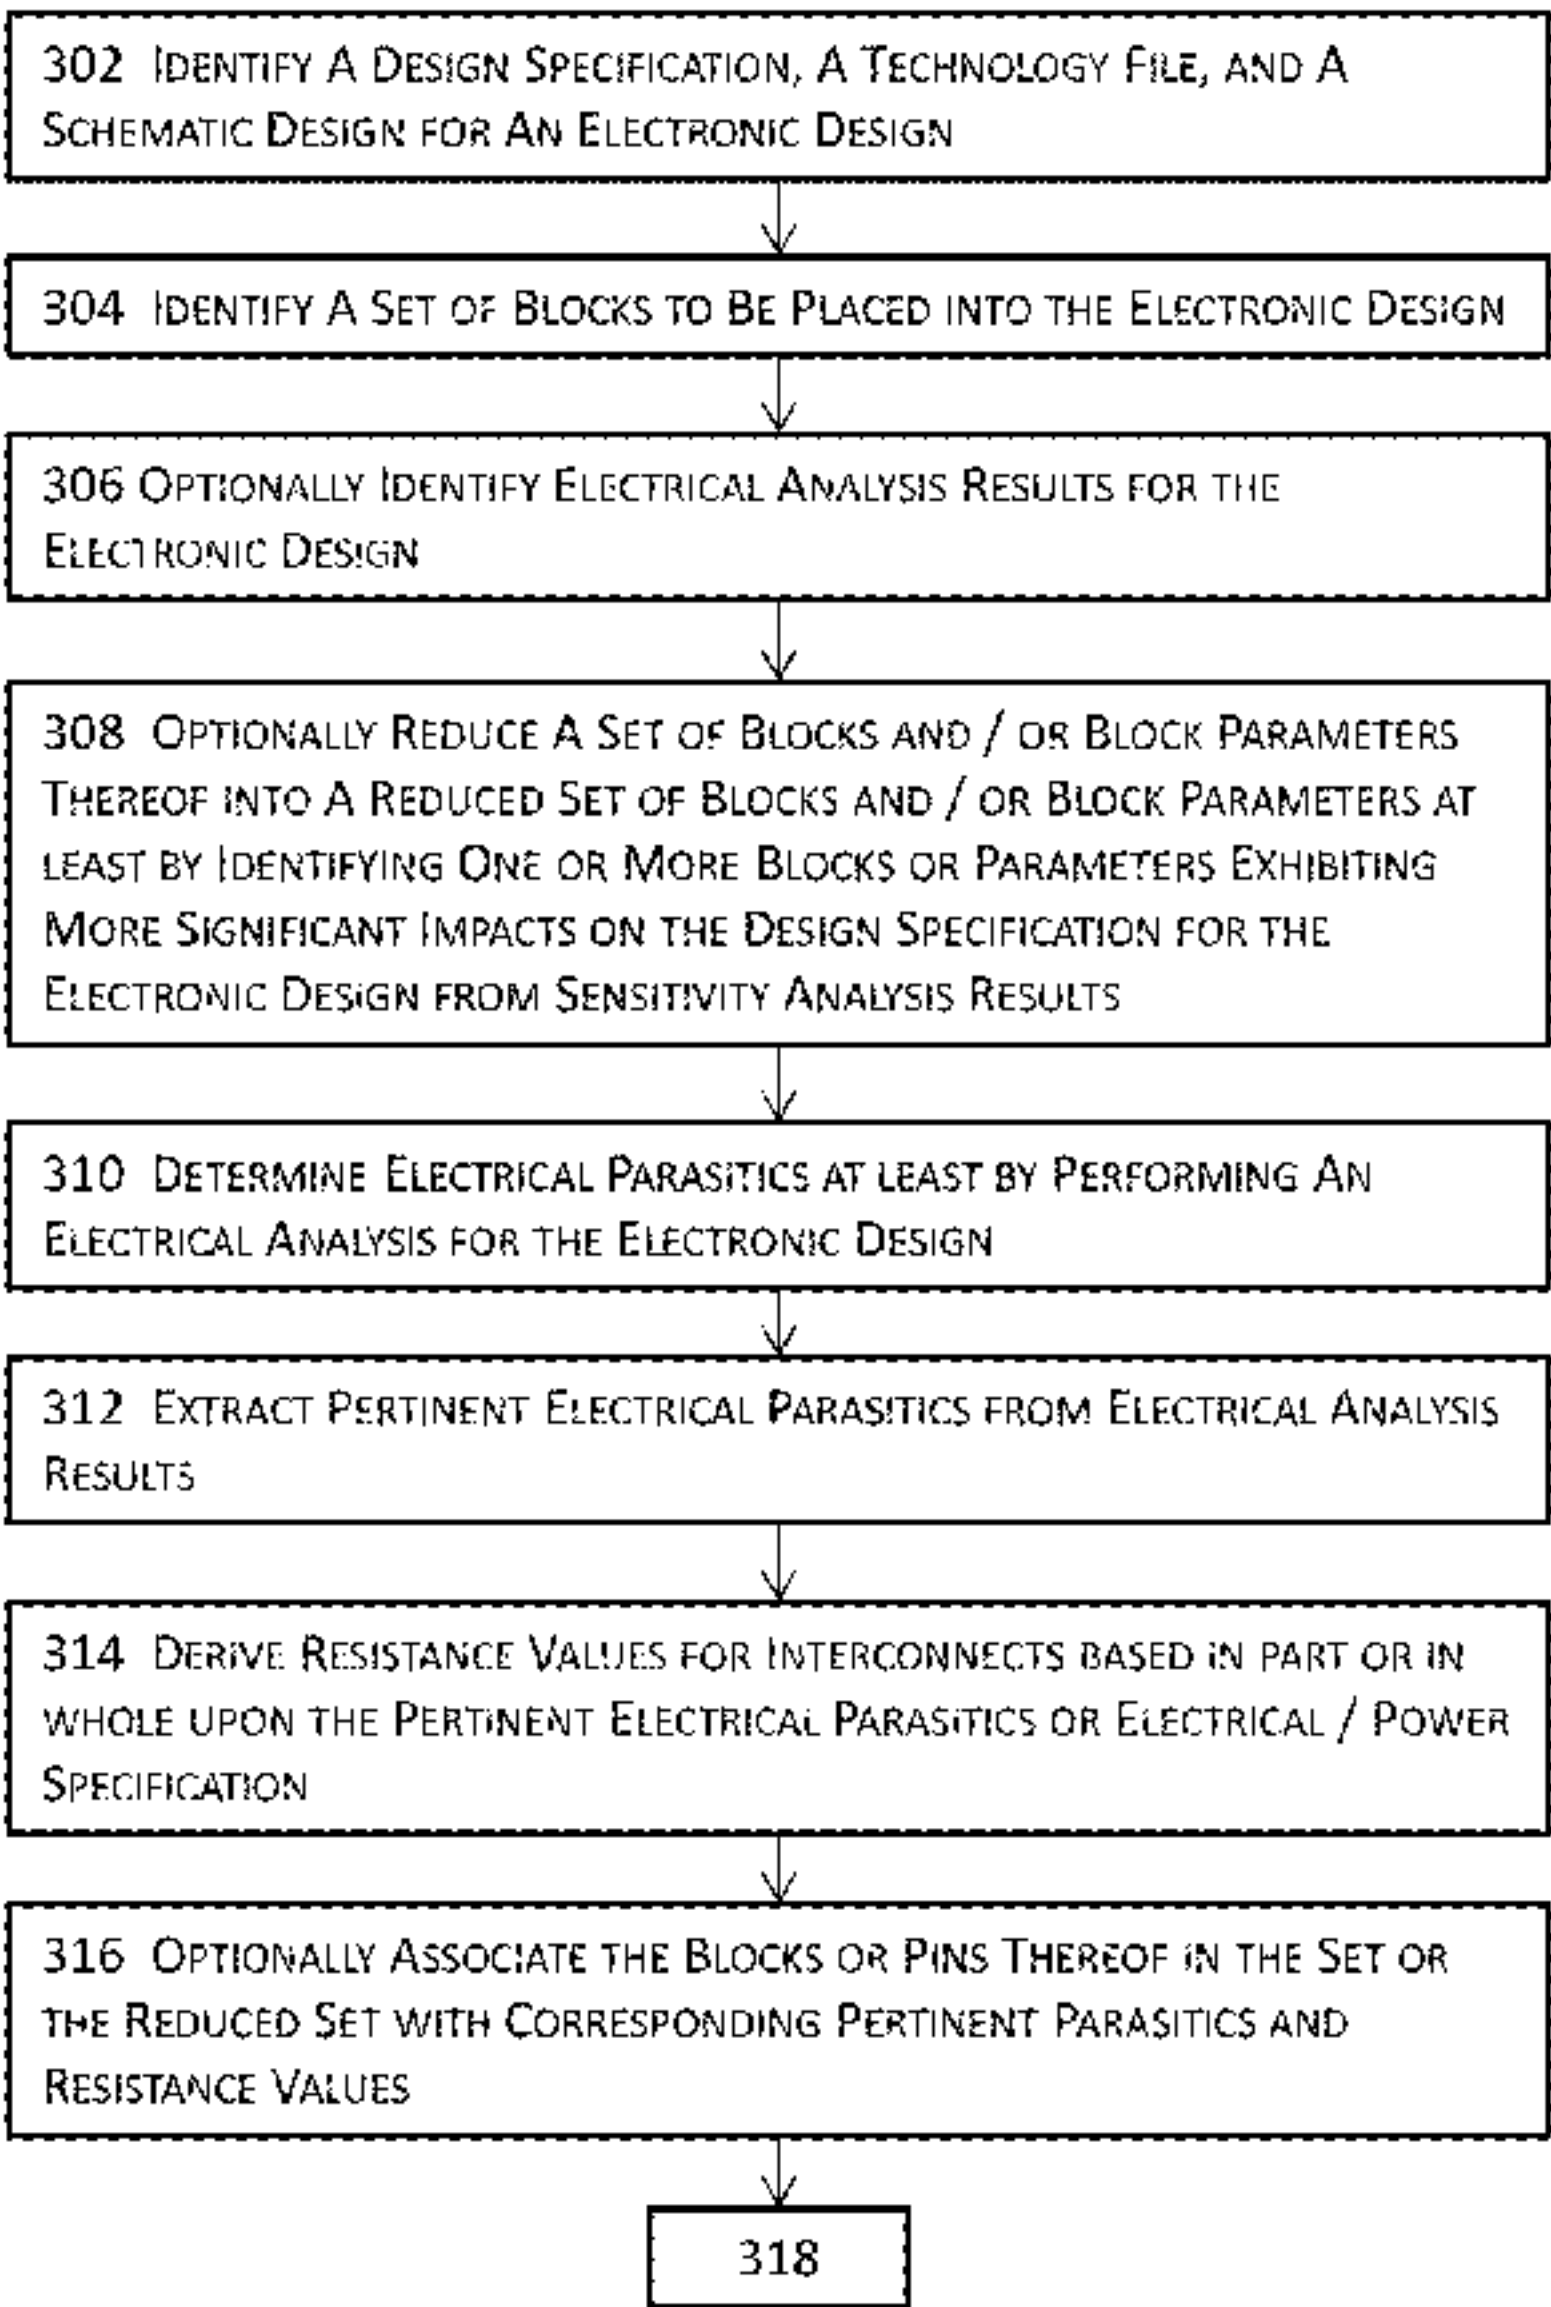 302 Identify A Design Specification, A Technology File, and A
Schematic Design for An Electronic Design
304 Identify A Set of Blocks to Be Placed into the Electronic Design
306 Optionally Identify Electrical Analysis Results for the
Electronic Design
308 Optionally Reduce A Set of Blocks and / or Block Parameters
Thereof into A Reduced Set of Blocks and / or Block Parameters at
least by Identifying One or More Blocks or Parameters Exhibiting
More Significant Impacts on the Design Specification for the
Electronic Design from Sensitivity Analysis Results
310 Determine Electrical Parasitics at least by Performing An
Electrical Analysis for the Electronic Design
312 Extract Pertinent Electrical Parasitics from Electrical Analysis
Results
314 Derive Resistance Values for Interconnects based in part or in
whole upon the Pertinent Electrical Parasitics or Electrical / Power
Specification
316 Optionally Associate the Blocks or Pins Thereof in the Set or
the Reduced Set with Corresponding Pertinent Parasitics and
Resistance Values
318